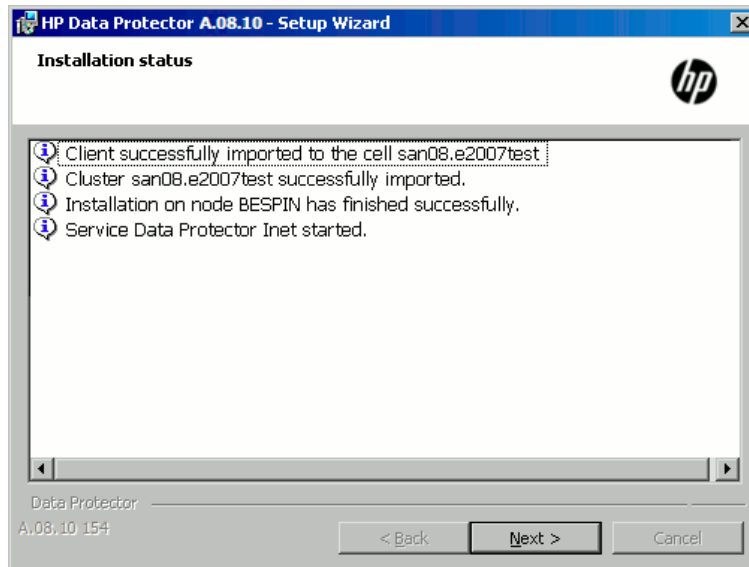 HP Data Protector A.08.10 - Setup Wizard
Installation status
hp
Client successfully imported to the cell san08.e2007test
Cluster san08.e2007test successfully imported.
Installation on node BESPIN has finished successfully.
Service Data Protector Inet started.
Data Protector
A.08.10 154
< Back Next > Cancel